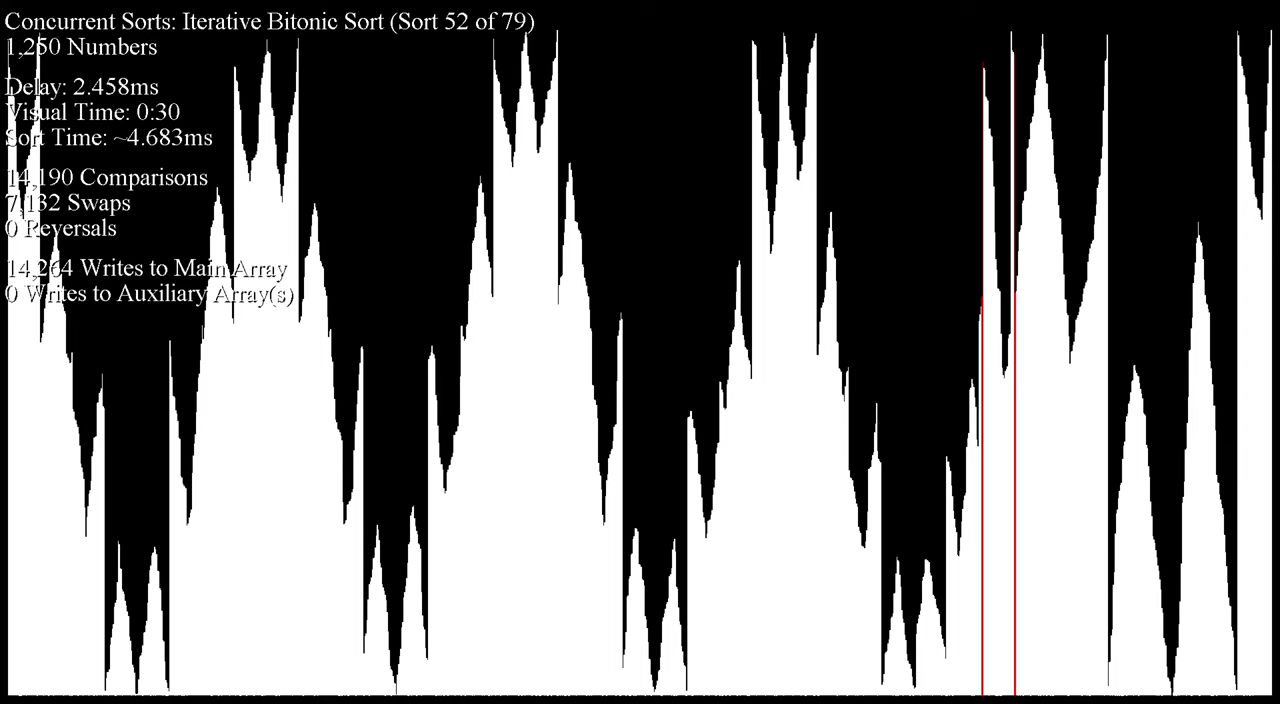 Concurrent Sorts: Iterative Bitonic Sort (Sort 52 of 79)
1,250 Numbers
Delay: 2.458ms
Visual Time: 0:30
Sort Time: ~4.683ms
14,190 Comparisons
7,132 Swaps
0 Reversals
14,264 Writes to Main Array
0 Writes to Auxiliary Array(s)